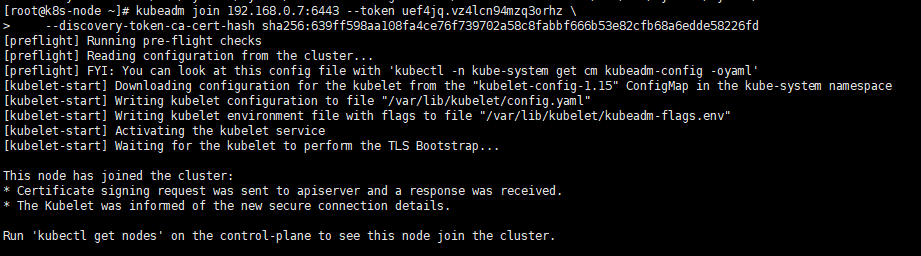 [root@k8s-node ~]# kubeadm join 192.168.0.7:6443 --token uef4jq.vz4lcn94mzq3orhz \
>     --discovery-token-ca-cert-hash sha256:639ff598aa108fa4ce76f739702a58c8fabbf666b53e82cfb68a6edde58226fd
[preflight] Running pre-flight checks
[preflight] Reading configuration from the cluster...
[preflight] FYI: You can look at this config file with 'kubectl -n kube-system get cm kubeadm-config -oyaml'
[kubelet-start] Downloading configuration for the kubelet from the "kubelet-config-1.15" ConfigMap in the kube-system namespace
[kubelet-start] Writing kubelet configuration to file "/var/lib/kubelet/config.yaml"
[kubelet-start] Writing kubelet environment file with flags to file "/var/lib/kubelet/kubeadm-flags.env"
[kubelet-start] Activating the kubelet service
[kubelet-start] Waiting for the kubelet to perform the TLS Bootstrap...

This node has joined the cluster:
* Certificate signing request was sent to apiserver and a response was received.
* The Kubelet was informed of the new secure connection details.

Run 'kubectl get nodes' on the control-plane to see this node join the cluster.